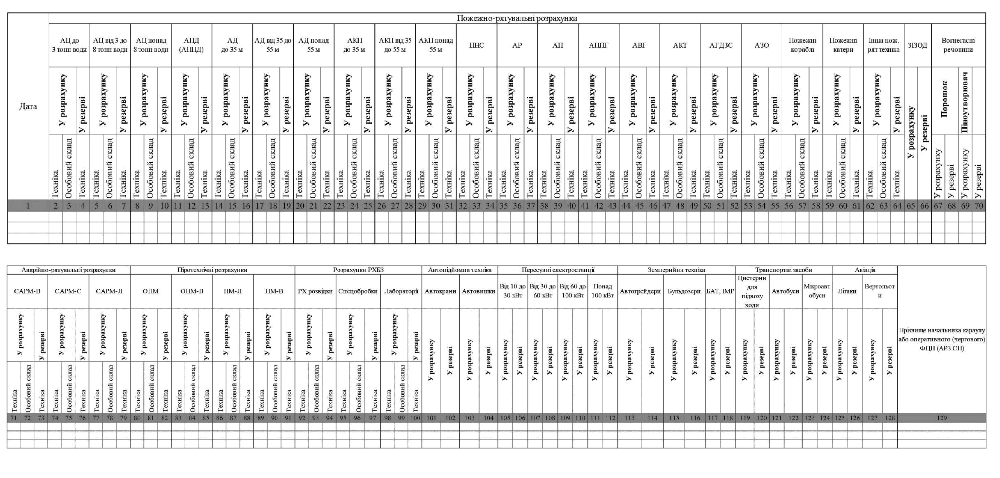 Пожежно-рятувальні розрахунки
Дата
АЦ до 3 тонн води АЦ від 3 до 8 тонн води АЦ понад 8 тонн води АПД (АППД) АД до 35 м АД від 35 до 55 м АД понад 55 м АКП до 35 м АКП від 35 до 55 м АКП понад 55 м ПНС АР АП АППГ АВГ АКТ АГДЗС АЗО Пожежні кораблі Пожежні катери Інша пож. рят техніка ЗІЗОД Вогнегасні речовини
У розрахунку У резерві У розрахунку У резерві У розрахунку У резерві У розрахунку У резерві У розрахунку У резерві У розрахунку У резерві У розрахунку У резерві У розрахунку У резерві У розрахунку У резерві У розрахунку У резерві У розрахунку У резерві У розрахунку У резерві У розрахунку У резерві У розрахунку У резерві У розрахунку У резерві У розрахунку У резерві У розрахунку У резерві У розрахунку У резерві У розрахунку У резерві У розрахунку У резерві У розрахунку У резерві У розрахунку У резерві Порошок Піноутворювач
Техніка Особовий склад Техніка Техніка Особовий склад Техніка Техніка Особовий склад Техніка Техніка Особовий склад Техніка Техніка Особовий склад Техніка Техніка Особовий склад Техніка Техніка Особовий склад Техніка Техніка Особовий склад Техніка Техніка Особовий склад Техніка Техніка Особовий склад Техніка Техніка Особовий склад Техніка Техніка Особовий склад Техніка Техніка Особовий склад Техніка Техніка Особовий склад Техніка Техніка Особовий склад Техніка Техніка Особовий склад Техніка Техніка Особовий склад Техніка Техніка Особовий склад Техніка Техніка Особовий склад Техніка Техніка Особовий склад Техніка Техніка Особовий склад Техніка У розрахунку У резерві У розрахунку У резерві
1 2 3 4 5 6 7 8 9 10 11 12 13 14 15 16 17 18 19 20 21 22 23 24 25 26 27 28 29 30 31 32 33 34 35 36 37 38 39 40 41 42 43 44 45 46 47 48 49 50 51 52 53 54 55 56 57 58 59 60 61 62 63 64 65 66 67 68 69 70
Аварійно-рятувальні розрахунки Піротехнічні розрахунки Розрахунки РХБЗ Автопідйомна техніка Пересувні електростанції Землерийна техніка Транспортні засоби Авіація
САРМ-В САРМ-С САРМ-Л ОПМ ОПМ-В ПМ-Л ПМ-В РХ розвідки Спецобробки Лабораторії Автокрани Автовишки Від 10 до 30 кВт Від 30 до 60 кВт Від 60 до 100 кВт Понад 100 кВт Автогрейдери Бульдозери БАТ, ІМР Цистерни для підвозу води Автобуси Мікроавт обуси Літаки Вертольот и
Прізвище начальника караулу
або оперативного (чергового)
ФЦП (АРЗ СП)
У розрахунку У резерві У розрахунку У резерві У розрахунку У резерві У розрахунку У резерві У розрахунку У резерві У розрахунку У резерві У розрахунку У резерві У розрахунку У резерві У розрахунку У резерві У розрахунку У резерві У розрахунку У резерві У розрахунку У резерві У розрахунку У резерві У розрахунку У резерві У розрахунку У резерві У розрахунку У резерві У розрахунку У резерві У розрахунку У резерві У розрахунку У резерві У розрахунку У резерві У розрахунку У резерві У розрахунку У резерві У розрахунку У резерві У розрахунку У резерві
Техніка Особовий склад Техніка Техніка Особовий склад Техніка Техніка Особовий склад Техніка Техніка Особовий склад Техніка Техніка Особовий склад Техніка Техніка Особовий склад Техніка Техніка Особовий склад Техніка Техніка Особовий склад Техніка Техніка Особовий склад Техніка Техніка Особовий склад Техніка
71 72 73 74 75 76 77 78 79 80 81 82 83 84 85 86 87 88 89 90 91 92 93 94 95 96 97 98 99 100 101 102 103 104 105 106 107 108 109 110 111 112 113 114 115 116 117 118 119 120 121 122 123 124 125 126 127 128 129